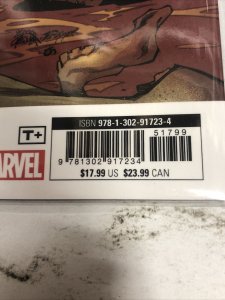 ISBN 978-1-302-91723-4
51799
T+
MARVEL
9 781302 917234
$17.99 US $23.99 CAN